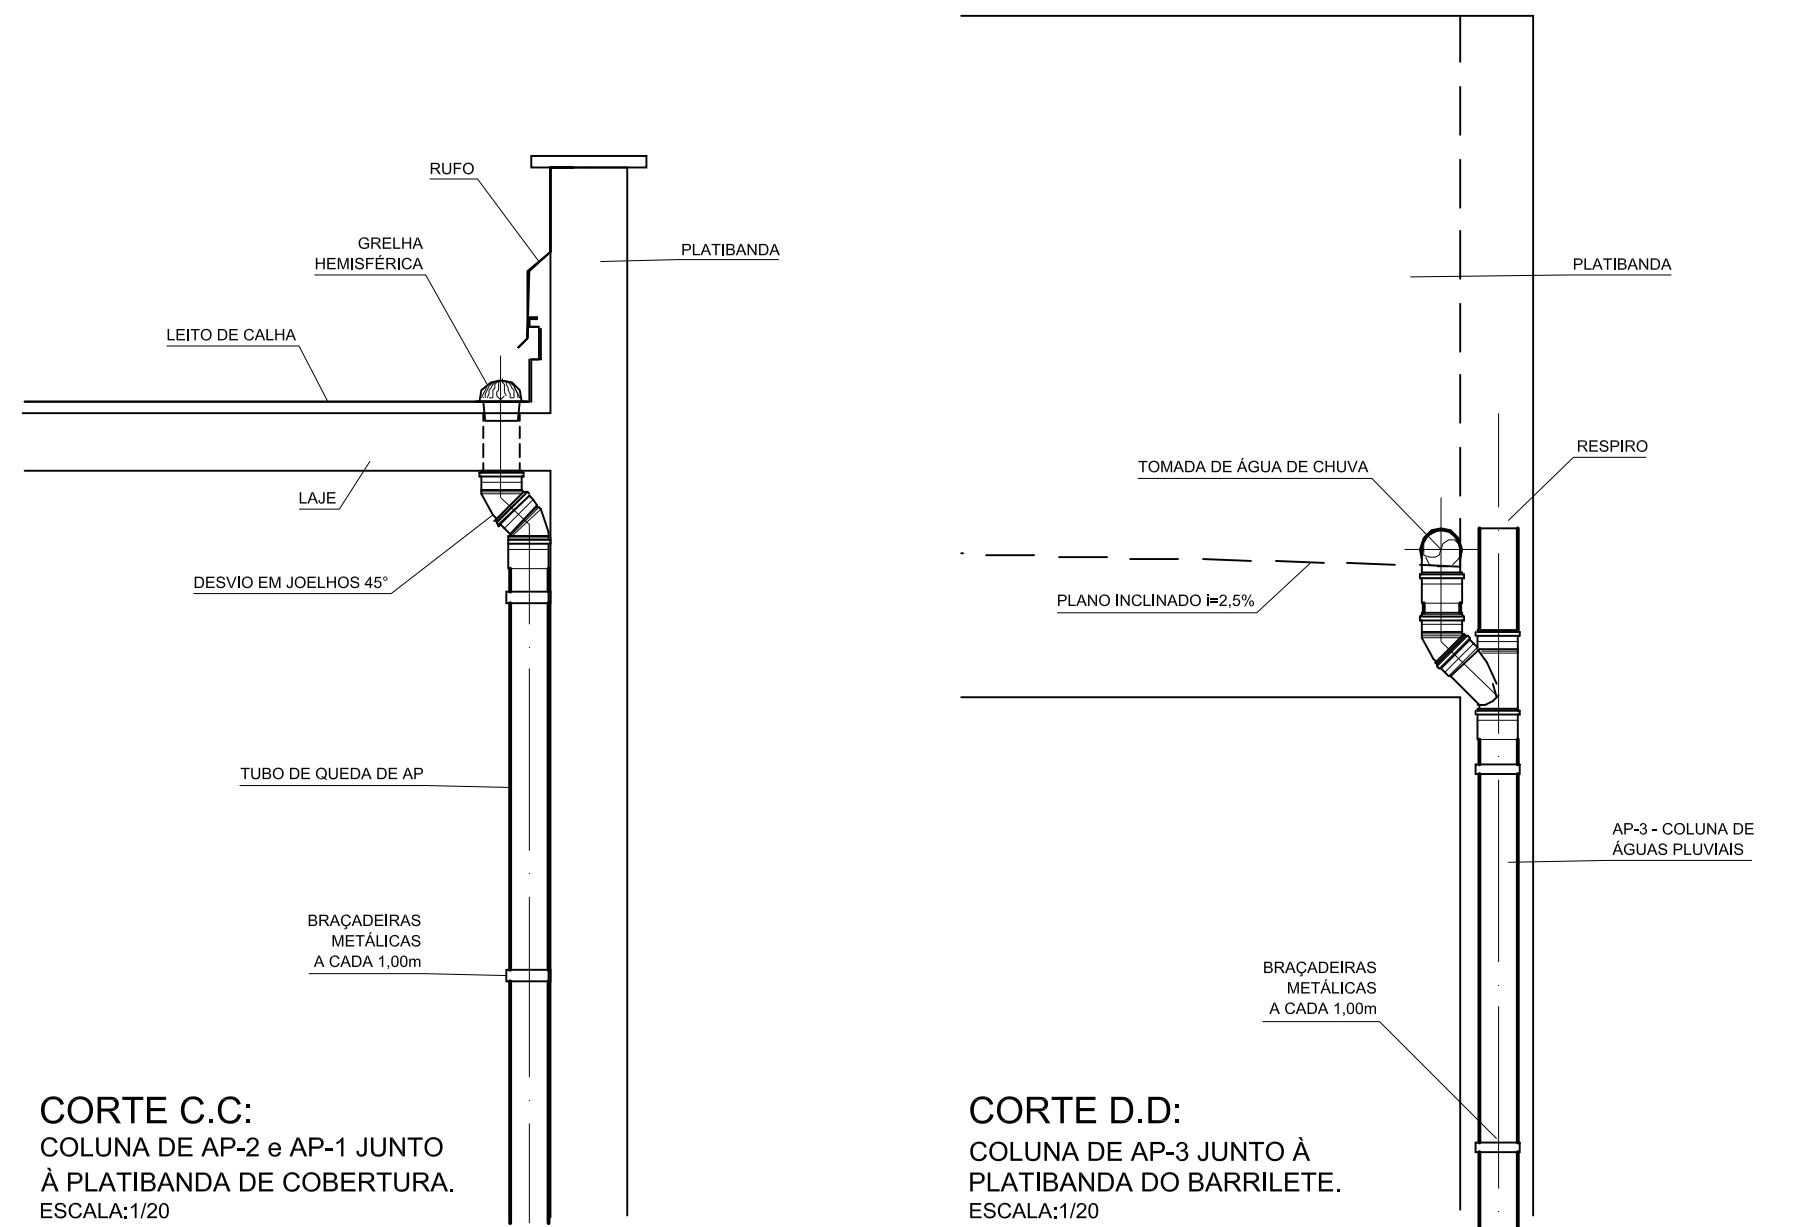 RUFO
GRELHA
HEMISFÉRICA
PLATIBANDA
LEITO DE CALHA
LAJE
DESVIO EM JOELHOS 45°
TUBO DE QUEDA DE AP
BRAÇADEIRAS
METÁLICAS
A CADA 1,00m
CORTE C.C:
COLUNA DE AP-2 e AP-1 JUNTO
À PLATIBANDA DE COBERTURA.
ESCALA:1/20
PLATIBANDA
RESPIRO
TOMADA DE ÁGUA DE CHUVA
PLANO INCLINADO i=2,5%
AP-3 - COLUNA DE
ÁGUAS PLUVIAIS
BRAÇADEIRAS
METÁLICAS
A CADA 1,00m
CORTE D.D:
COLUNA DE AP-3 JUNTO À
PLATIBANDA DO BARRILETE.
ESCALA:1/20